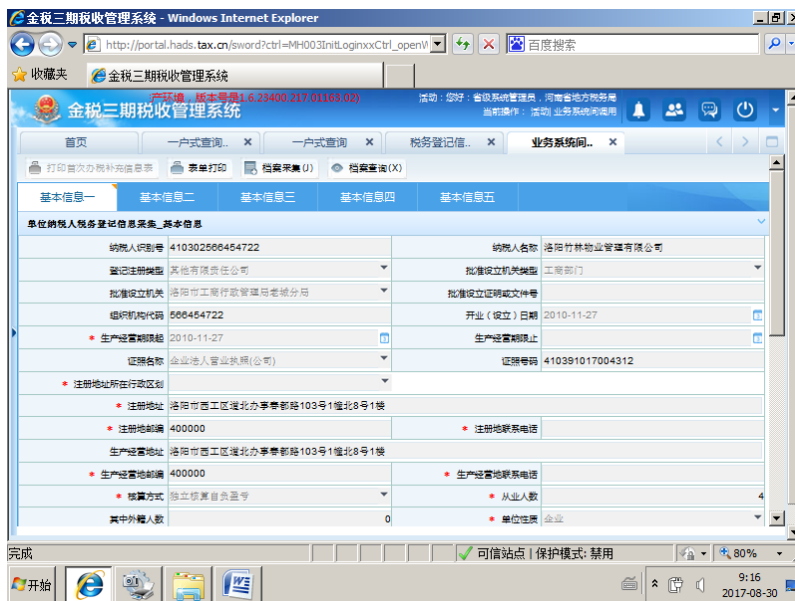 金税三期税收管理系统 - Windows Internet Explorer
http://portal.hads.tax.cn/sword?ctrl=MH003InitLoginxxCtrl_openW
百度搜索
收藏夹 金税三期税收管理系统
金税三期税收管理系统
产环境，版本号是1.6.23400.217.01163.02)
活动：您好：省级系统管理员，河南省地方税务局
当前操作： 活动| 业务系统间调用
首页 一户式查询.. x 一户式查询 x 税务登记信.. x 业务系统间.. x
打印首次办税补充信息表 表单打印 档案采集(J) 档案查询(X)
基本信息一 基本信息二 基本信息三 基本信息四 基本信息五
单位纳税人税务登记信息采集_基本信息
纳税人识别号 410302566454722 纳税人名称 洛阳竹林物业管理有限公司
登记注册类型 其他有限责任公司 批准设立机关类型 工商部门
批准设立机关 洛阳市工商行政管理局老城分局 批准设立证明或文件号
组织机构代码 566454722 开业（设立）日期 2010-11-27
* 生产经营期限起 2010-11-27 生产经营期限止
证照名称 企业法人营业执照(公司) 证照号码 410391017004312
* 注册地址所在行政区划
* 注册地址 洛阳市西工区道北办事春都路103号1幢北8号1楼
* 注册地邮编 400000 * 注册地联系电话
生产经营地址 洛阳市西工区道北办事春都路103号1幢北8号1楼
* 生产经营地邮编 400000 * 生产经营地联系电话
* 核算方式 独立核算自负盈亏 * 从业人数 4
其中外籍人数 0 * 单位性质 企业
完成 可信站点 | 保护模式: 禁用 80%
开始 9:16
2017-08-30